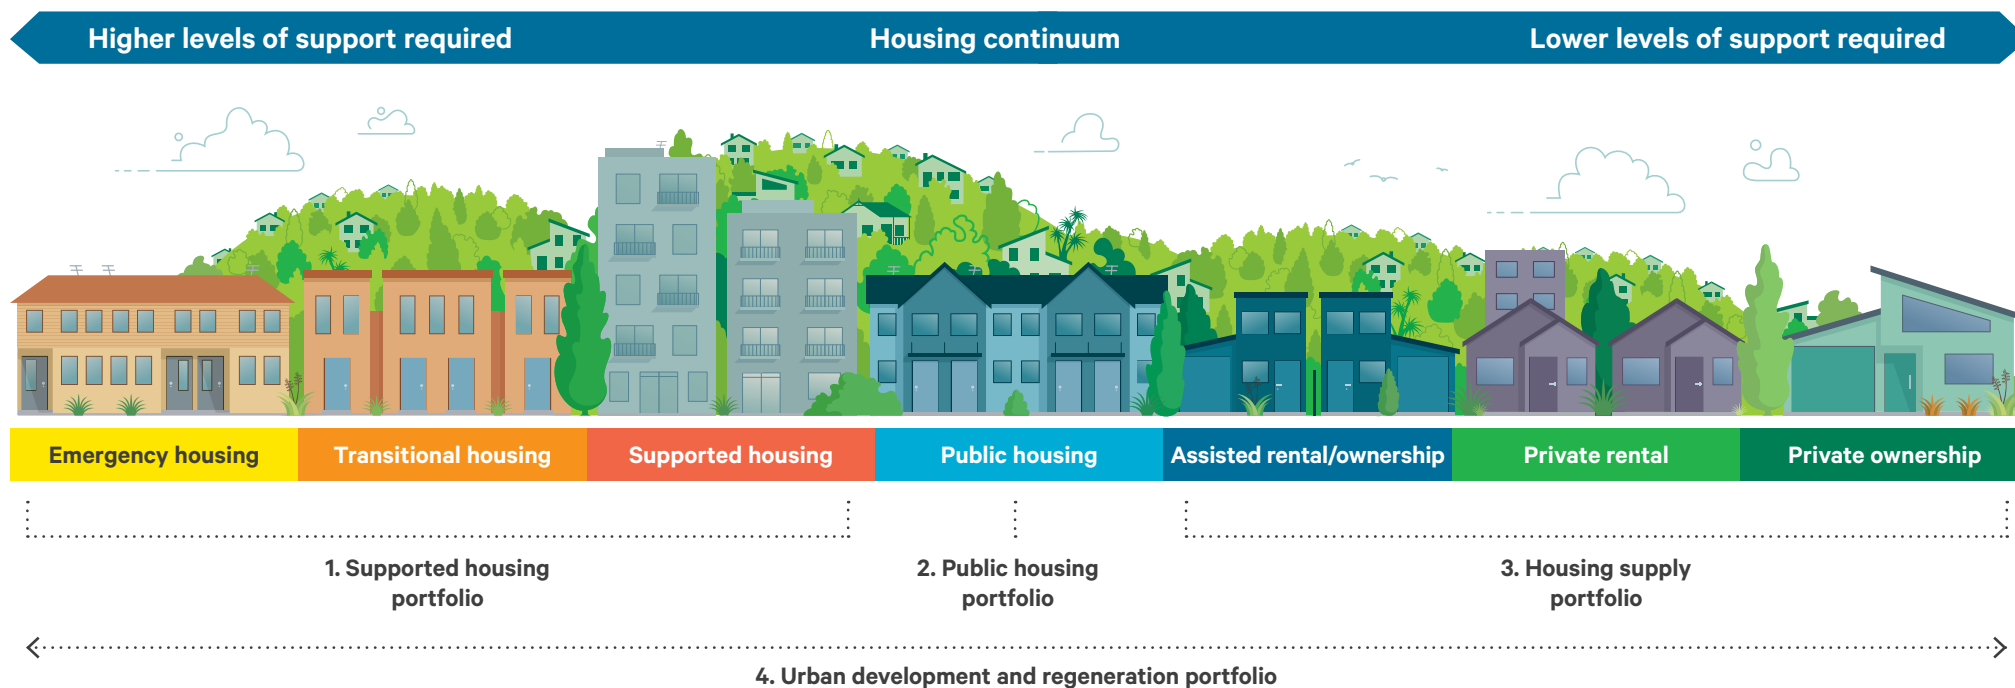 Higher levels of support required
Housing continuum
Lower levels of support required
Emergency housing
Transitional housing
Supported housing
Public housing
Assisted rental/ownership
Private rental
Private ownership
1. Supported housing
portfolio
2. Public housing
portfolio
3. Housing supply
portfolio
4. Urban development and regeneration portfolio